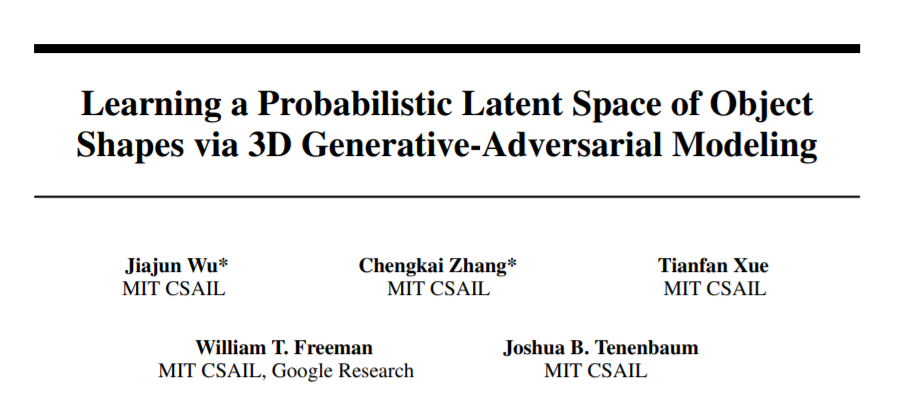 Learning a Probabilistic Latent Space of Object
Shapes via 3D Generative-Adversarial Modeling
Jiajun Wu* Chengkai Zhang* Tianfan Xue
MIT CSAIL MIT CSAIL MIT CSAIL
William T. Freeman Joshua B. Tenenbaum
MIT CSAIL, Google Research MIT CSAIL